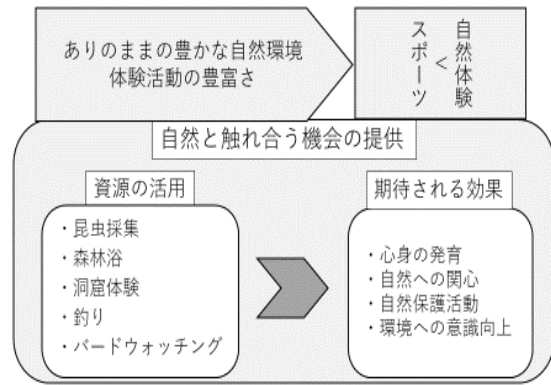 ありのままの豊かな自然環境
体験活動の豊富さ
自然体験
<
スポーツ
自然と触れ合う機会の提供
資源の活用
・昆虫採集
・森林浴
・洞窟体験
・釣り
・バードウォッチング
期待される効果
・心身の発育
・自然への関心
・自然保護活動
・環境への意識向上